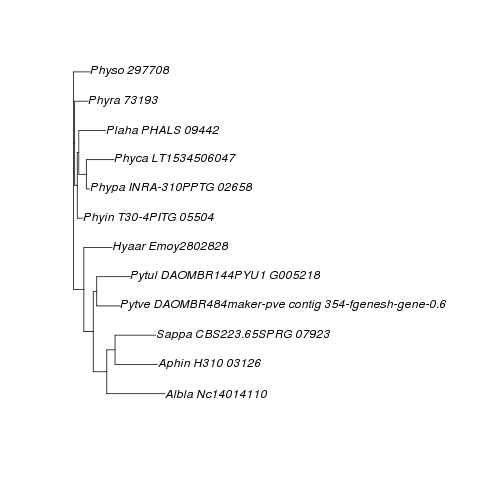 Physo 297708
Phyra 73193
Plaha PHALS 09442
Phyca LT1534506047
Phypa INRA-310PPTG 02658
Phyin T30-4PITG 05504
Hyaar Emoy2802828
Pytul DAOMBR144PYU1 G005218
Pytve DAOMBR484maker-pve contig 354-fgenesh-gene-0.6
Sappa CBS223.65SPRG 07923
Aphin H310 03126
Albla Nc14014110